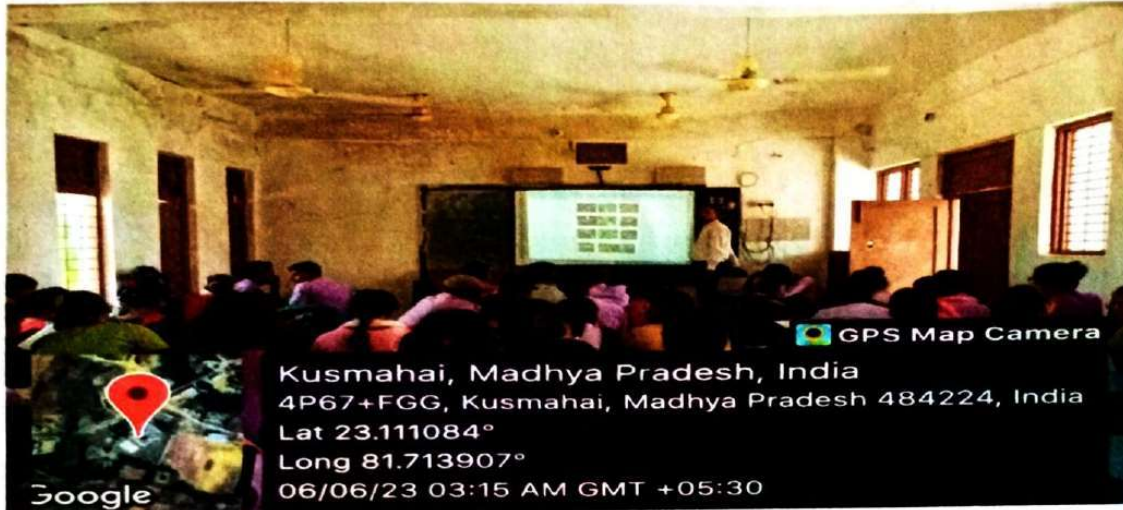 GPS Map Camera
Kusmahai, Madhya Pradesh, India
4P67+FGG, Kusmahai, Madhya Pradesh 484224, India
Lat 23.111084°
Long 81.713907°
06/06/23 03:15 AM GMT +05:30
Google